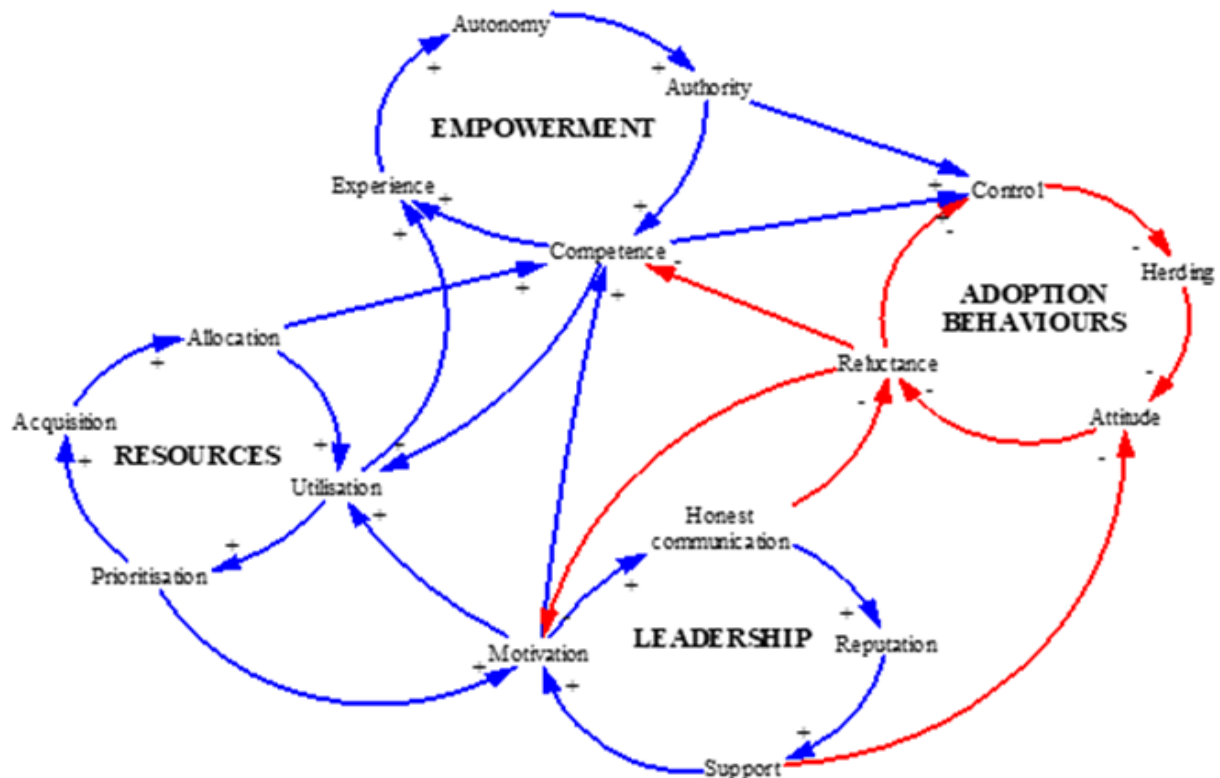 Autonomy
+
+
Authority
EMPOWERMENT
Experience
+
+
+
+
Control
+
-
-
Competence
-
+
+
Herding
ADOPTION
BEHAVIOURS
Allocation
+
Reluctance
-
-
-
Acquisition
Attitude
+
RESOURCES
+
+
-
Utilisation
+
Honest
communication
+
Prioritisation
+
+
LEADERSHIP
Reputation
Motivation
+
+
+
Support